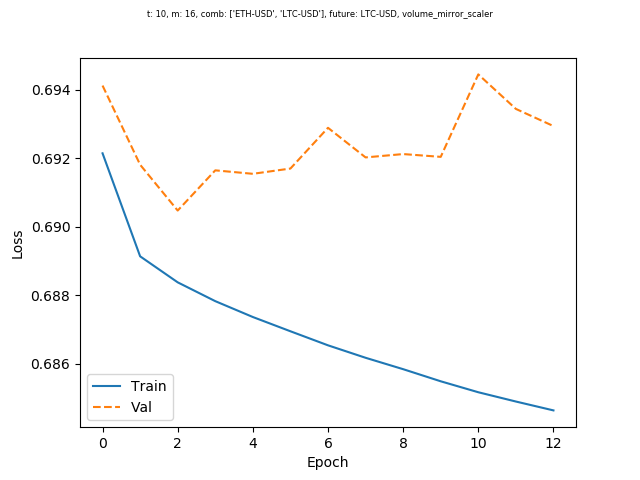 t: 10, m: 16, comb: ['ETH-USD', 'LTC-USD'], future: LTC-USD, volume_mirror_scaler
0.694
0.692
0.690
0.688
0.686
Loss
Train
Val
0 2 4 6 8 10 12
Epoch